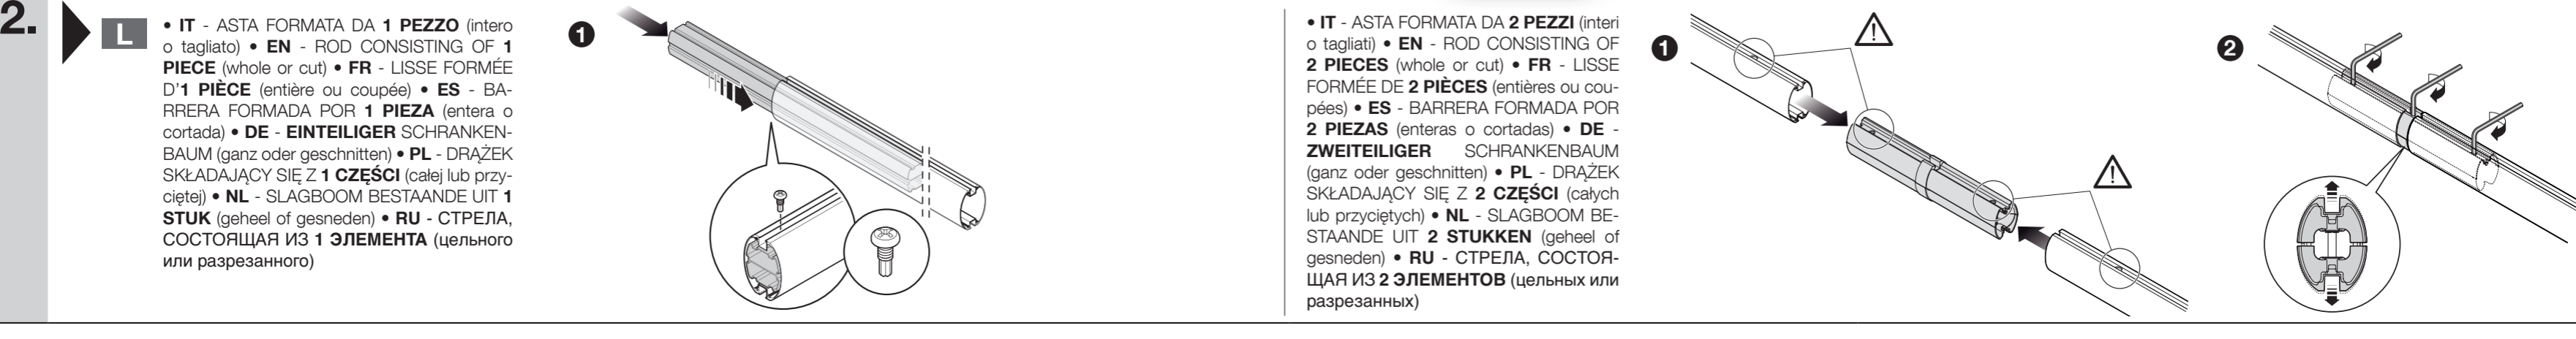 2.
L
• IT - ASTA FORMATA DA 1 PEZZO (intero
o tagliato) • EN - ROD CONSISTING OF 1
PIECE (whole or cut) • FR - LISSE FORMÉE
D'1 PIÈCE (entière ou coupée) • ES - BA-
RRERA FORMADA POR 1 PIEZA (entera o
cortada) • DE - EINTEILIGER SCHRANKEN-
BAUM (ganz oder geschnitten) • PL - DRĄŻEK
SKŁADAJĄCY SIĘ Z 1 CZĘŚCI (całej lub przy-
ciętej) • NL - SLAGBOOM BESTAANDE UIT 1
STUK (geheel of gesneden) • RU - СТРЕЛА,
СОСТОЯЩАЯ ИЗ 1 ЭЛЕМЕНТА (цельного
или разрезанного)
1
• IT - ASTA FORMATA DA 2 PEZZI (interi
o tagliati) • EN - ROD CONSISTING OF
2 PIECES (whole or cut) • FR - LISSE
FORMÉE DE 2 PIÈCES (entières ou cou-
pées) • ES - BARRERA FORMADA POR
2 PIEZAS (enteras o cortadas) • DE -
ZWEITEILIGER SCHRANKENBAUM
(ganz oder geschnitten) • PL - DRĄŻEK
SKŁADAJĄCY SIĘ Z 2 CZĘŚCI (całych
lub przyciętych) • NL - SLAGBOOM BE-
STAANDE UIT 2 STUKKEN (geheel of
gesneden) • RU - СТРЕЛА, СОСТОЯ-
ЩАЯ ИЗ 2 ЭЛЕМЕНТОВ (цельных или
разрезанных)
1
2